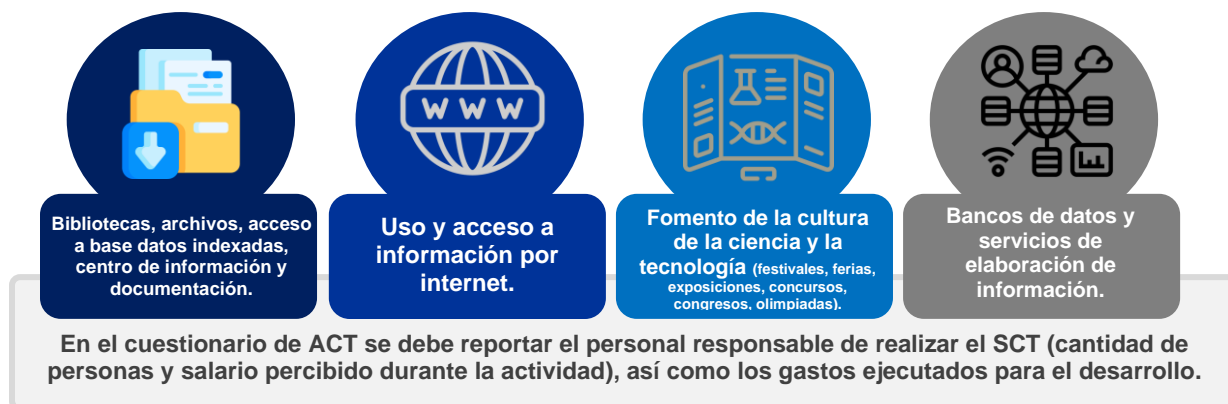 WWW
Bibliotecas, archivos, acceso
a base datos indexadas,
centro de información y
documentación.
Uso y acceso a
información por
internet.
Fomento de la cultura
de la ciencia y la
tecnología (festivales, ferias,
exposiciones, concursos,
congresos, olimpiadas).
Bancos de datos y
servicios de
elaboración de
información.
En el cuestionario de ACT se debe reportar el personal responsable de realizar el SCT (cantidad de
personas y salario percibido durante la actividad), así como los gastos ejecutados para el desarrollo.